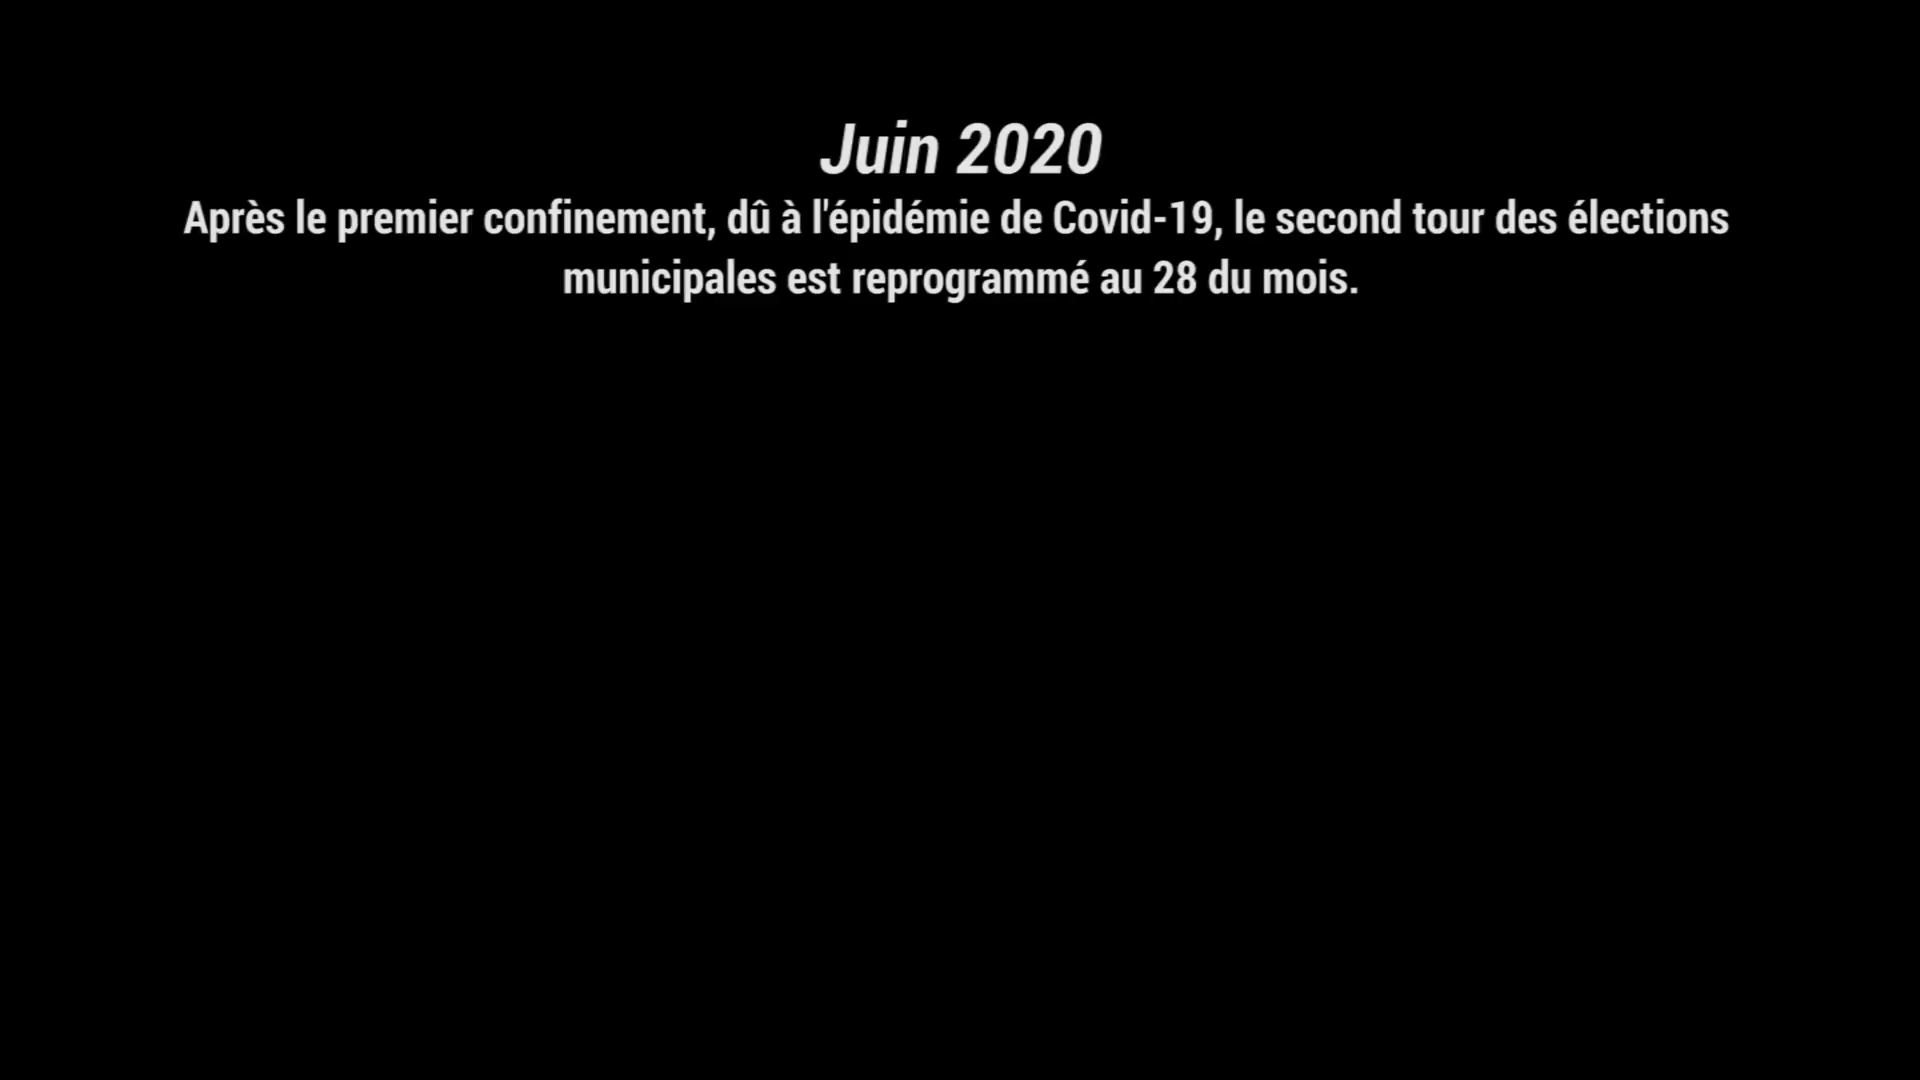 Juin 2020
Après le premier confinement, dû à l'épidémie de Covid-19, le second tour des élections
municipales est reprogrammé au 28 du mois.